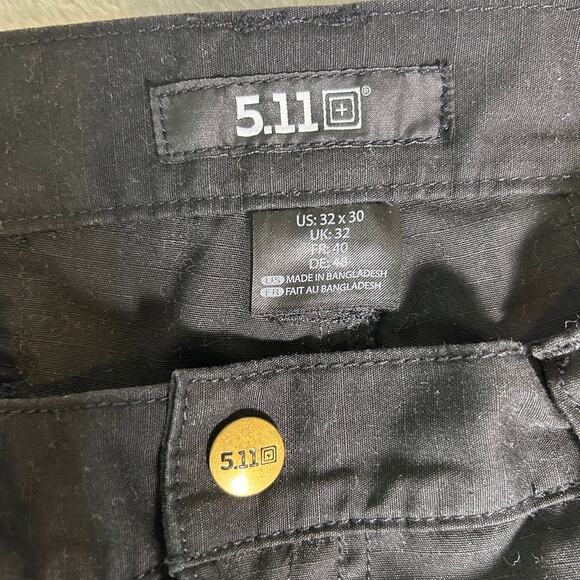 5.11®
US: 32 x 30
UK: 32
FR: 40
DE: 48
US MADE IN BANGLADESH
FR FAIT AU BANGLADESH
5.11